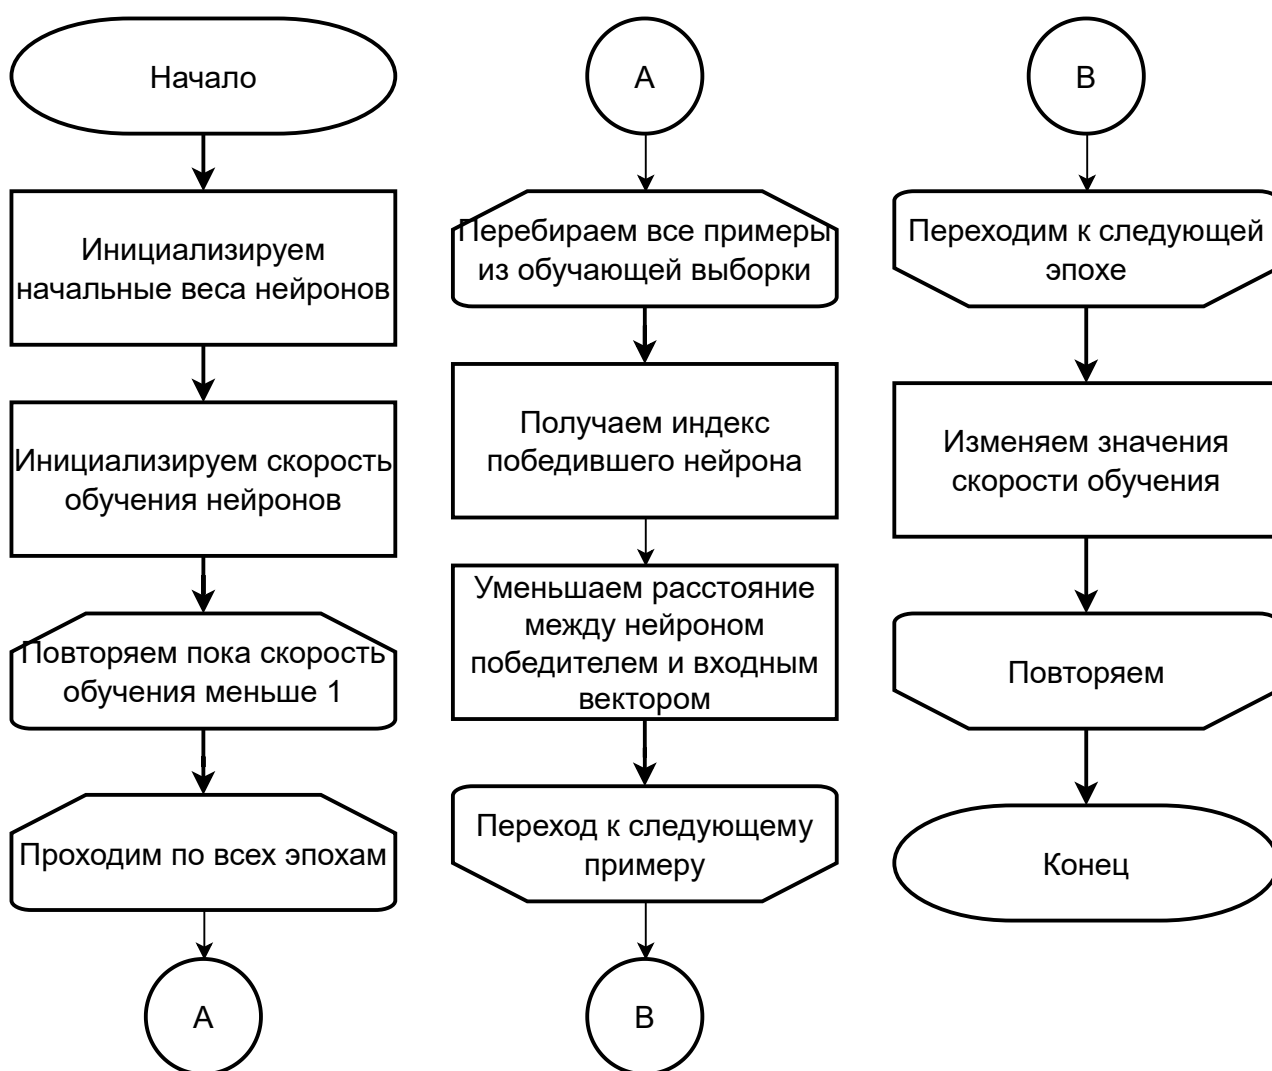 Начало
Инициализируем
начальные веса нейронов
Инициализируем скорость
обучения нейронов
Повторяем пока скорость
обучения меньше 1
Проходим по всех эпохам
А
А
Перебираем все примеры
из обучающей выборки
Получаем индекс
победившего нейрона
Уменьшаем расстояние
между нейроном
победителем и входным
вектором
Переход к следующему
примеру
В
В
Переходим к следующей
эпохе
Изменяем значения
скорости обучения
Повторяем
Конец